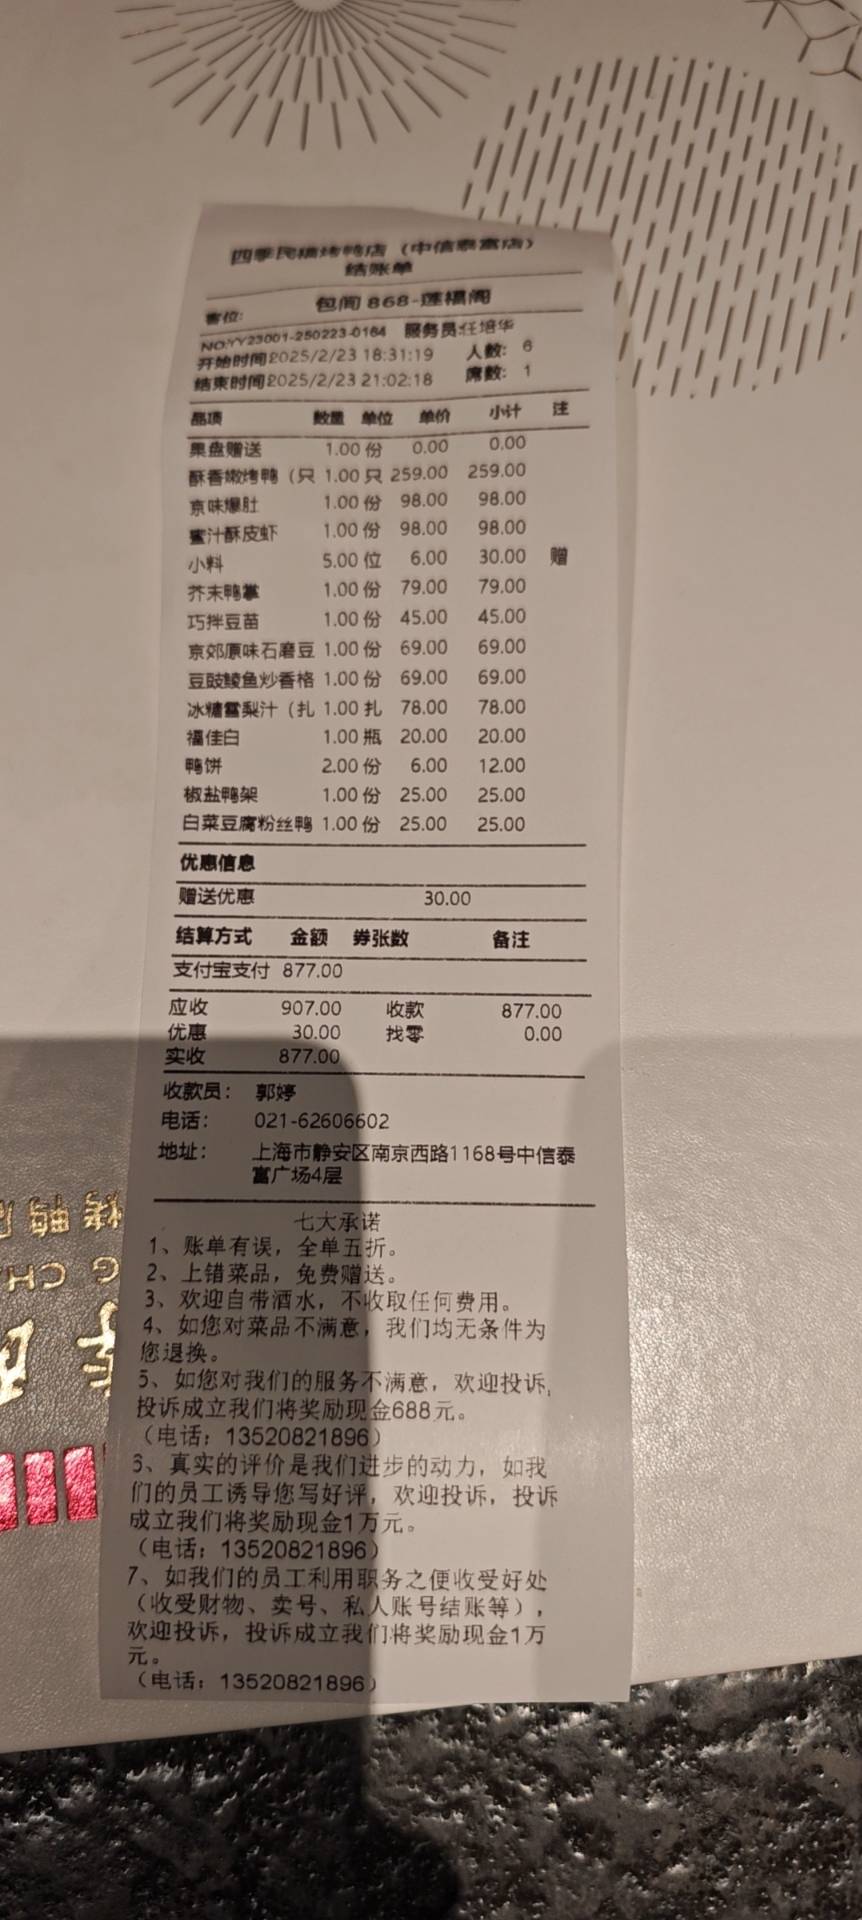 四季民福烤鸭店（中信泰富店）
结账单
客位: 包间 868-莲福阁
NO:YY23001-250223-0164 服务员:任培华
开始时间2025/2/23 18:31:19 人数: 6
结束时间2025/2/23 21:02:18 席数: 1
品项 数量 单位 单价 小计 注
果盘赠送 1.00 份 0.00 0.00
酥香嫩烤鸭（只 1.00 只 259.00 259.00
京味爆肚 1.00 份 98.00 98.00
蜜汁酥皮虾 1.00 份 98.00 98.00
小料 5.00 位 6.00 30.00 赠
芥末鸭掌 1.00 份 79.00 79.00
巧拌豆苗 1.00 份 45.00 45.00
京郊原味石磨豆 1.00 份 69.00 69.00
豆豉鲮鱼炒香格 1.00 份 69.00 69.00
冰糖雪梨汁（扎 1.00 扎 78.00 78.00
福佳白 1.00 瓶 20.00 20.00
鸭饼 2.00 份 6.00 12.00
椒盐鸭架 1.00 份 25.00 25.00
白菜豆腐粉丝鸭 1.00 份 25.00 25.00
优惠信息
赠送优惠 30.00
结算方式 金额 券张数 备注
支付宝支付 877.00
应收 907.00 收款 877.00
优惠 30.00 找零 0.00
实收 877.00
收款员： 郭婷
电话： 021-62606602
地址： 上海市静安区南京西路1168号中信泰
富广场4层
七大承诺
1、账单有误，全单五折。
2、上错菜品，免费赠送。
3、欢迎自带酒水，不收取任何费用。
4、如您对菜品不满意，我们均无条件为
您退换。
5、如您对我们的服务不满意，欢迎投诉，
投诉成立我们将奖励现金688元。
（电话：13520821896）
6、真实的评价是我们进步的动力，如我
们的员工诱导您写好评，欢迎投诉，投诉
成立我们将奖励现金1万元。
（电话：13520821896）
7、如我们的员工利用职务之便收受好处
（收受财物、卖号、私人账号结账等），
欢迎投诉，投诉成立我们将奖励现金1万
元。
（电话：13520821896）
烤鸭店
G CH